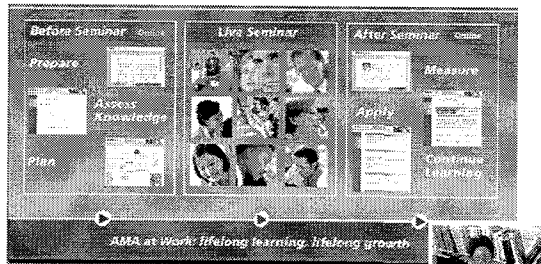 Before Seminar Online
Prepare
Assess
Knowledge
Plan
Live Seminar
After Seminar Online
Measure
Apply
Continue
Learning
AMA at Work: lifelong learning, lifelong growth